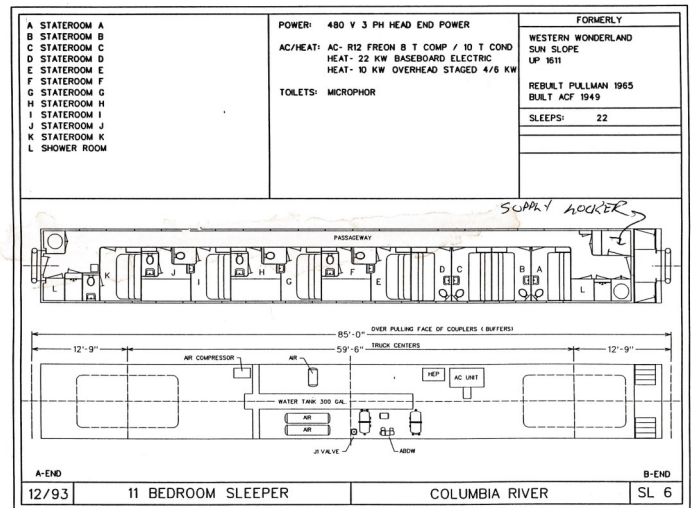 A STATEROOM A
B STATEROOM B
C STATEROOM C
D STATEROOM D
E STATEROOM E
F STATEROOM F
G STATEROOM G
H STATEROOM H
I STATEROOM I
J STATEROOM J
K STATEROOM K
L SHOWER ROOM
POWER: 480 V 3 PH HEAD END POWER
AC/HEAT: AC- R12 FREON 8 T COMP / 10 T COND
HEAT- 22 KW BASEBOARD ELECTRIC
HEAT- 10 KW OVERHEAD STAGED 4/6 KW
TOILETS: MICROPHOR
FORMERLY
WESTERN WONDERLAND
SUN SLOPE
UP 1611
REBUILT PULLMAN 1965
BUILT ACF 1949
SLEEPS: 22
SUPPLY LOCKER
PASSAGEWAY
L K J I H G F E D C B A L
85'-0" OVER PULLING FACE OF COUPLERS (BUFFERS)
12'-9" 59'-6" TRUCK CENTERS 12'-9"
AIR COMPRESSOR AIR
HEP AC UNIT
WATER TANK 300 GAL.
AIR
AIR
J1 VALVE ABDW
A-END B-END
12/93 11 BEDROOM SLEEPER COLUMBIA RIVER SL 6